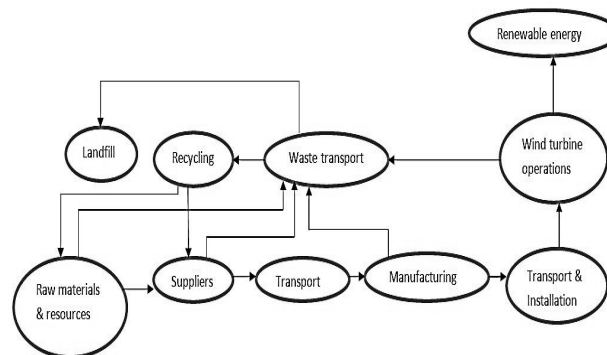 Renewable energy
Landfill
Recycling
Waste transport
Wind turbine
operations
Raw materials
& resources
Suppliers
Transport
Manufacturing
Transport &
Installation